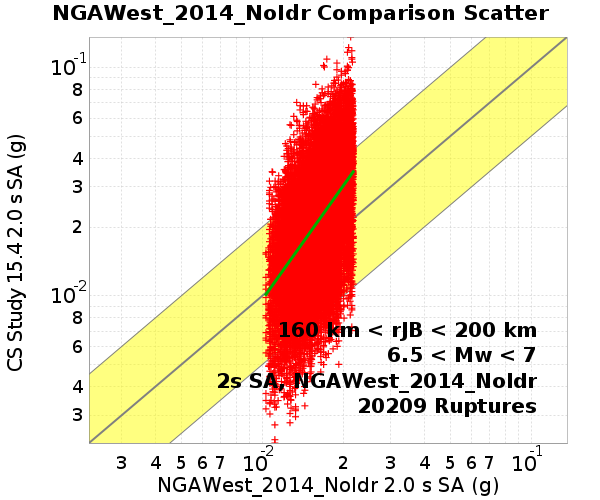 NGAWest_2014_NoIdr Comparison Scatter
CS Study 15.4 2.0 s SA (g)
10-1
8
6
4
3
2
10-2
8
6
4
3
160 km < rJB < 200 km
6.5 < Mw < 7
2s SA, NGAWest_2014_NoIdr
20209 Ruptures
3 4 5 6 7 10-2 2 3 4 5 6 7 10-1
NGAWest_2014_NoIdr 2.0 s SA (g)